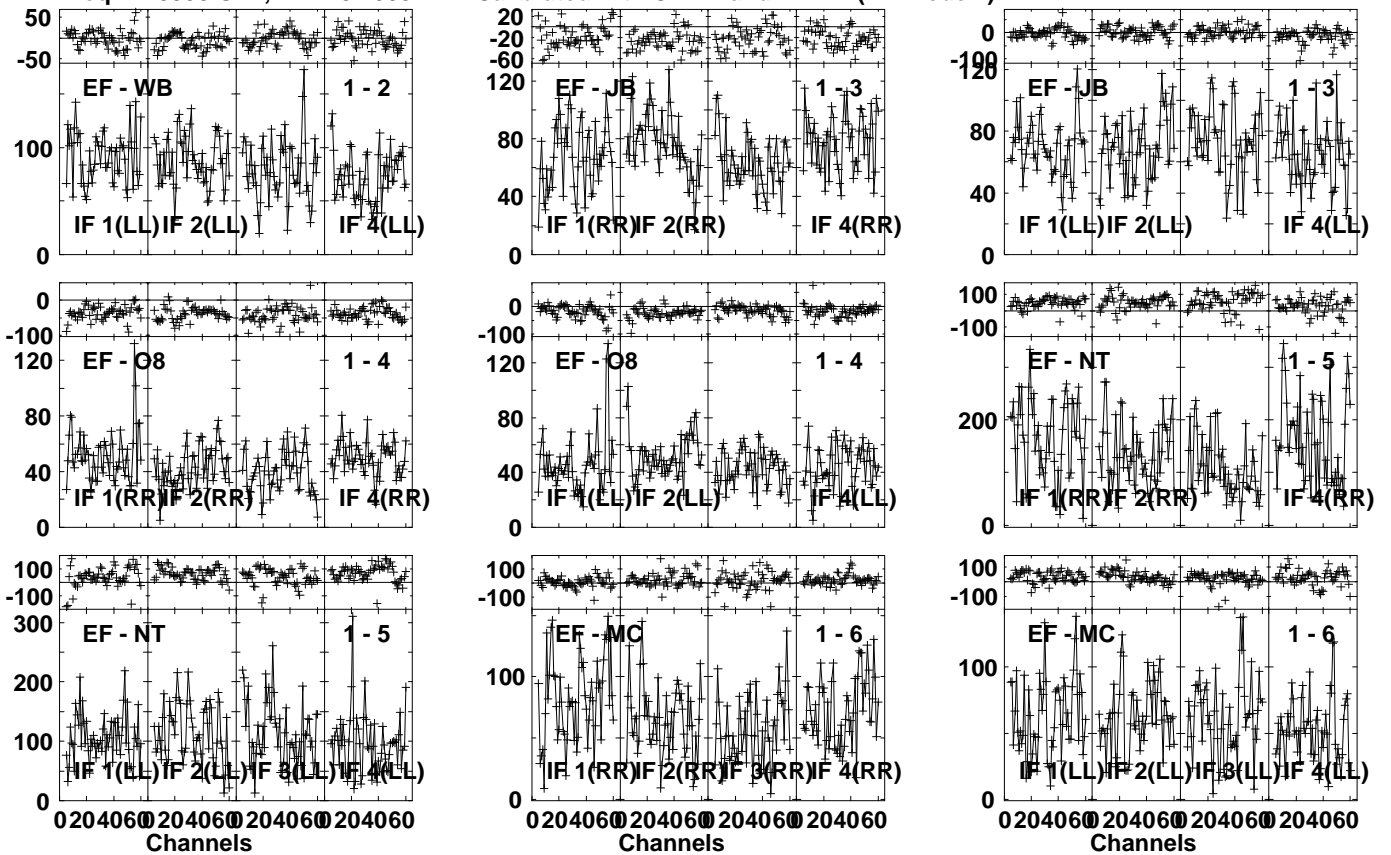 50
-50
EF - WB
1 - 2
100
IF 1(LL)
IF 2(LL)
IF 4(LL)
0
20
-20
-60
120
EF - JB
1 - 3
80
40
IF 1(RR)
IF 2(RR)
IF 4(RR)
0
0
-100
120
EF - JB
1 - 3
80
40
IF 1(LL)
IF 2(LL)
IF 4(LL)
0
0
-100
120
EF - O8
1 - 4
80
40
IF 1(RR)
IF 2(RR)
IF 4(RR)
0
0
-100
120
EF - O8
1 - 4
80
40
IF 1(LL)
IF 2(LL)
IF 4(LL)
0
100
-100
EF - NT
1 - 5
200
IF 1(RR)
IF 2(RR)
IF 4(RR)
0
100
-100
300
EF - NT
1 - 5
200
100
IF 1(LL)
IF 2(LL)
IF 3(LL)
IF 4(LL)
0
0 20 40 60 0 20 40 60 0 20 40 60 0 20 40 60
Channels
100
-100
EF - MC
1 - 6
100
IF 1(RR)
IF 2(RR)
IF 3(RR)
IF 4(RR)
0
0 20 40 60 0 20 40 60 0 20 40 60 0 20 40 60
Channels
100
-100
EF - MC
1 - 6
100
IF 1(LL)
IF 2(LL)
IF 3(LL)
IF 4(LL)
0
0 20 40 60 0 20 40 60 0 20 40 60 0 20 40 60
Channels